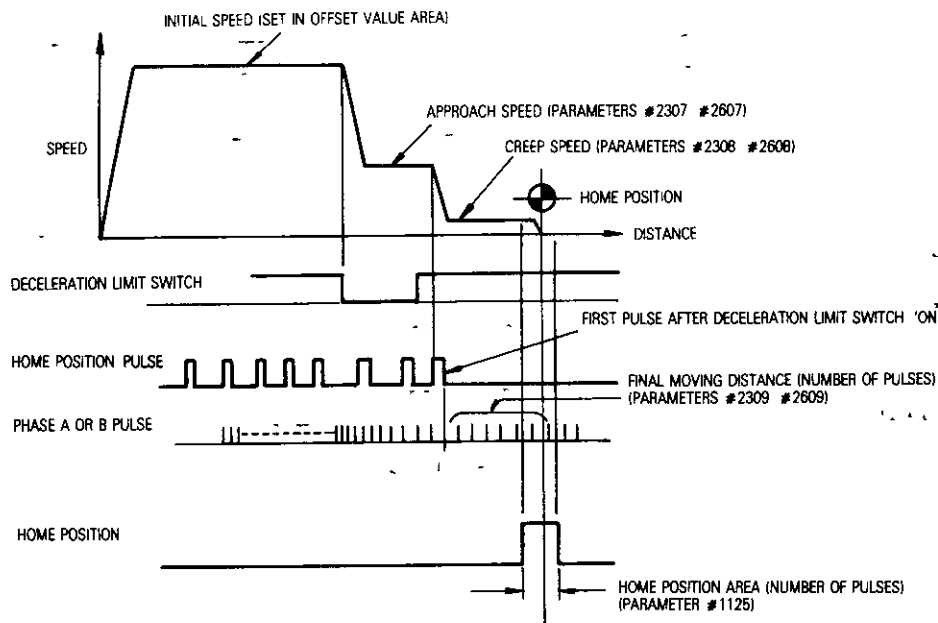 INITIAL SPEED (SET IN OFFSET VALUE AREA)
APPROACH SPEED (PARAMETERS #2307 #2607)
SPEED
CREEP SPEED (PARAMETERS #2308 #2608)
HOME POSITION
DISTANCE
DECELERATION LIMIT SWITCH
FIRST PULSE AFTER DECELERATION LIMIT SWITCH 'ON
HOME POSITION PULSE
FINAL MOVING DISTANCE (NUMBER OF PULSES)
(PARAMETERS #2309 #2609)
PHASE A OR B PULSE
HOME POSITION
HOME POSITION AREA (NUMBER OF PULSES)
(PARAMETER #1125)